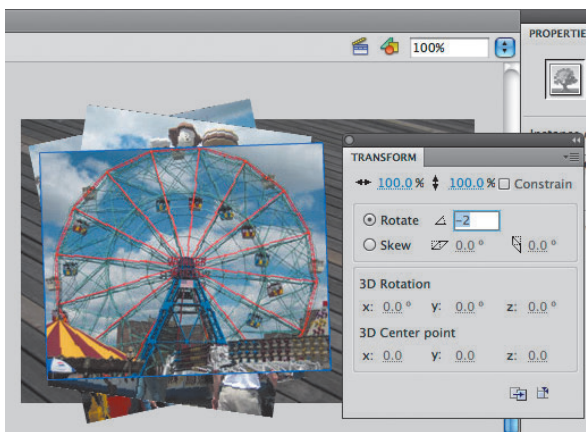 100%
PROPERTIE
TRANSFORM
100.0 % 100.0 % Constrain
Rotate -2
Skew 0.0 ° 0.0 °
3D Rotation
x: 0.0 ° y: 0.0 ° z: 0.0 °
3D Center point
x: 0.0 y: 0.0 z: 0.0
WONDER